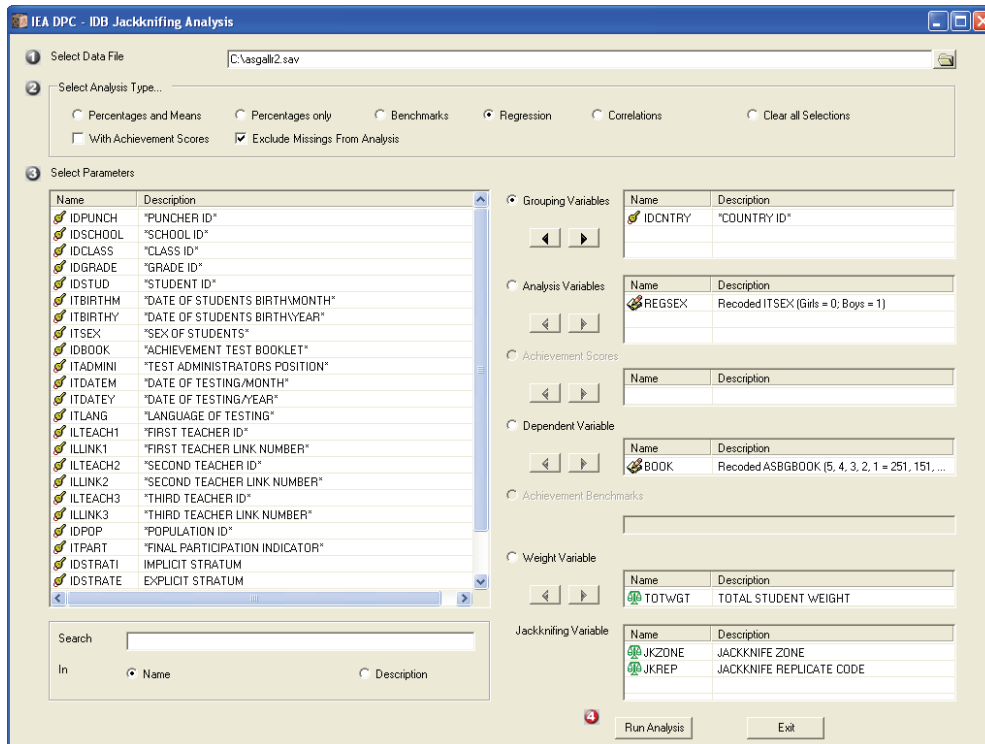 IEA DPC - IDB Jackknifing Analysis
1 Select Data File C:\asgallr2.sav
2 Select Analysis Type...
Percentages and Means Percentages only Benchmarks Regression Correlations Clear all Selections
With Achievement Scores Exclude Missings From Analysis
3 Select Parameters
Name Description
IDPUNCH *PUNCHER ID*
IDSCHOOL *SCHOOL ID*
IDCLASS *CLASS ID*
IDGRADE *GRADE ID*
IDSTUD *STUDENT ID*
ITBIRTHM *DATE OF STUDENTS BIRTH\MONTH*
ITBIRTHY *DATE OF STUDENTS BIRTH\YEAR*
ITSEX *SEX OF STUDENTS*
IDBOOK *ACHIEVEMENT TEST BOOKLET*
ITADMINI *TEST ADMINISTRATORS POSITION*
ITDATEM *DATE OF TESTING/MONTH*
ITDATEY *DATE OF TESTING/YEAR*
ITLANG *LANGUAGE OF TESTING*
ILTEACH1 *FIRST TEACHER ID*
ILLINK1 *FIRST TEACHER LINK NUMBER*
ILTEACH2 *SECOND TEACHER ID*
ILLINK2 *SECOND TEACHER LINK NUMBER*
ILTEACH3 *THIRD TEACHER ID*
ILLINK3 *THIRD TEACHER LINK NUMBER*
IDPOP *POPULATION ID*
ITPART *FINAL PARTICIPATION INDICATOR*
IDSTRATI IMPLICIT STRATUM
IDSTRATE EXPLICIT STRATUM
Search
In Name Description
Grouping Variables
Name Description
IDCNTRY *COUNTRY ID*
Analysis Variables
Name Description
REGSEX Recoded ITSEX (Girls = 0; Boys = 1)
Achievement Scores
Name Description
Dependent Variable
Name Description
BOOK Recoded ASBGBOOK (5, 4, 3, 2, 1 = 251, 151, ...
Achievement Benchmarks
Weight Variable
Name Description
TOTWGT TOTAL STUDENT WEIGHT
Jackknifing Variable
Name Description
JKZONE JACKKNIFE ZONE
JKREP JACKKNIFE REPLICATE CODE
4 Run Analysis Exit